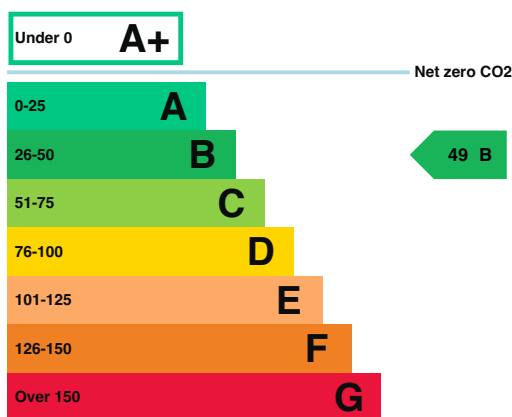 Under 0 A+
Net zero CO2
0-25 A
26-50 B
49 B
51-75 C
76-100 D
101-125 E
126-150 F
Over 150 G